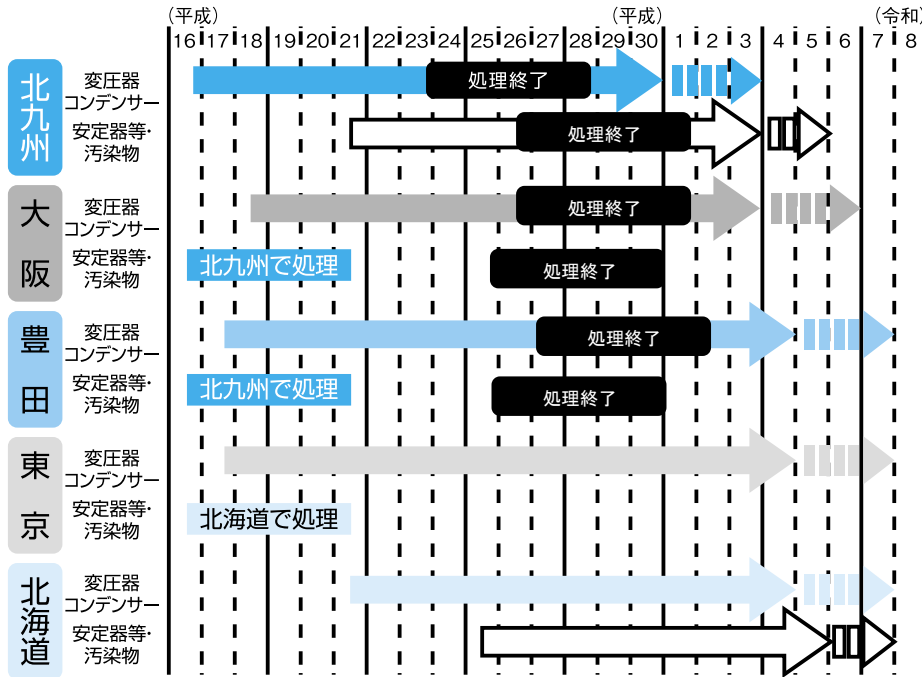 (平成) (平成) (令和)
16 17 18 19 20 21 22 23 24 25 26 27 28 29 30 1 2 3 4 5 6 7 8
北九州
変圧器
コンデンサー
処理終了
安定器等・
汚染物
処理終了
大阪
変圧器
コンデンサー
処理終了
安定器等・
汚染物
北九州で処理
処理終了
豊田
変圧器
コンデンサー
処理終了
安定器等・
汚染物
北九州で処理
処理終了
東京
変圧器
コンデンサー
安定器等・
汚染物
北海道で処理
北海道
変圧器
コンデンサー
安定器等・
汚染物